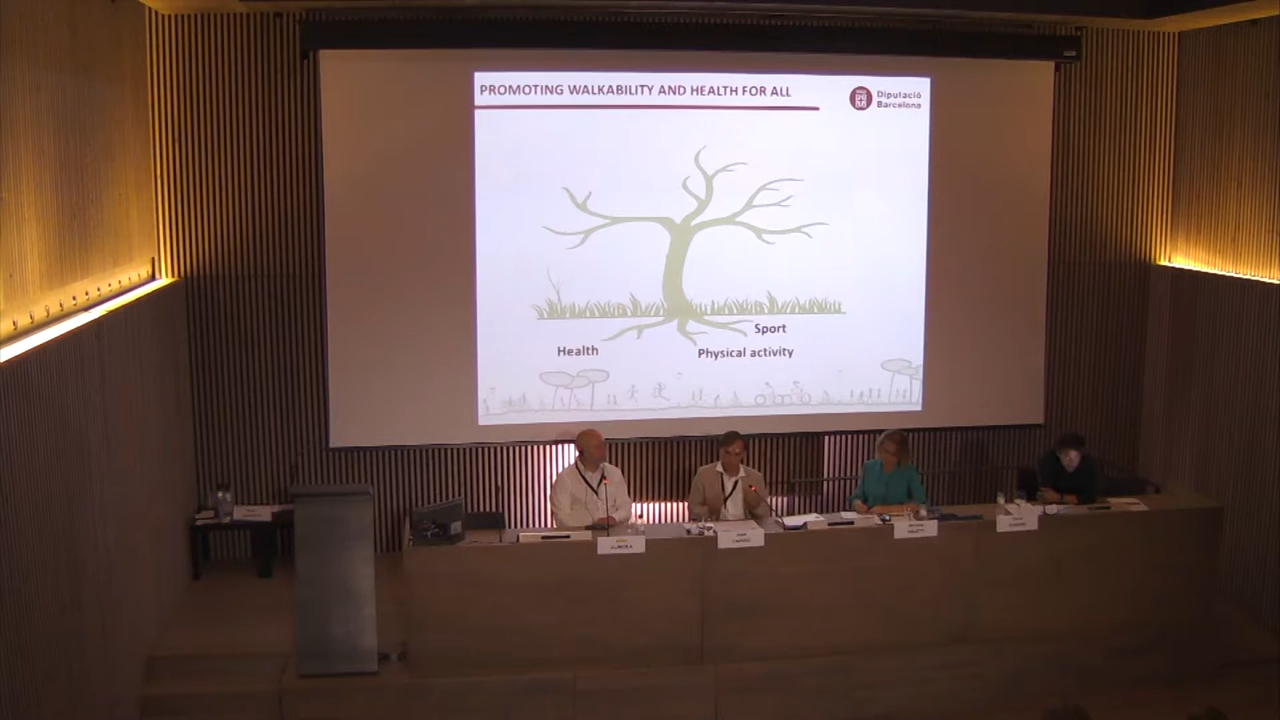 PROMOTING WALKABILITY AND HEALTH FOR ALL
Diputació
Barcelona
Sport
Health
Physical activity